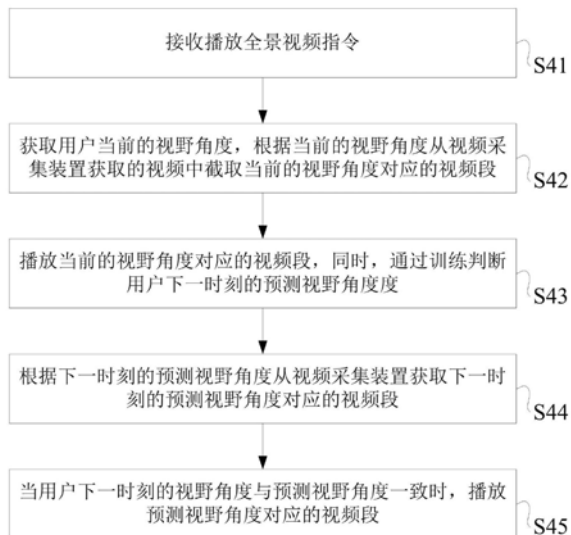 接收播放全景视频指令
S41
获取用户当前的视野角度，根据当前的视野角度从视频采
集装置获取的视频中截取当前的视野角度对应的视频段
S42
播放当前的视野角度对应的视频段，同时，通过训练判断
用户下一时刻的预测视野角度度
S43
根据下一时刻的预测视野角度从视频采集装置获取下一时
刻的预测视野角度对应的视频段
S44
当用户下一时刻的视野角度与预测视野角度一致时，播放
预测视野角度对应的视频段
S45